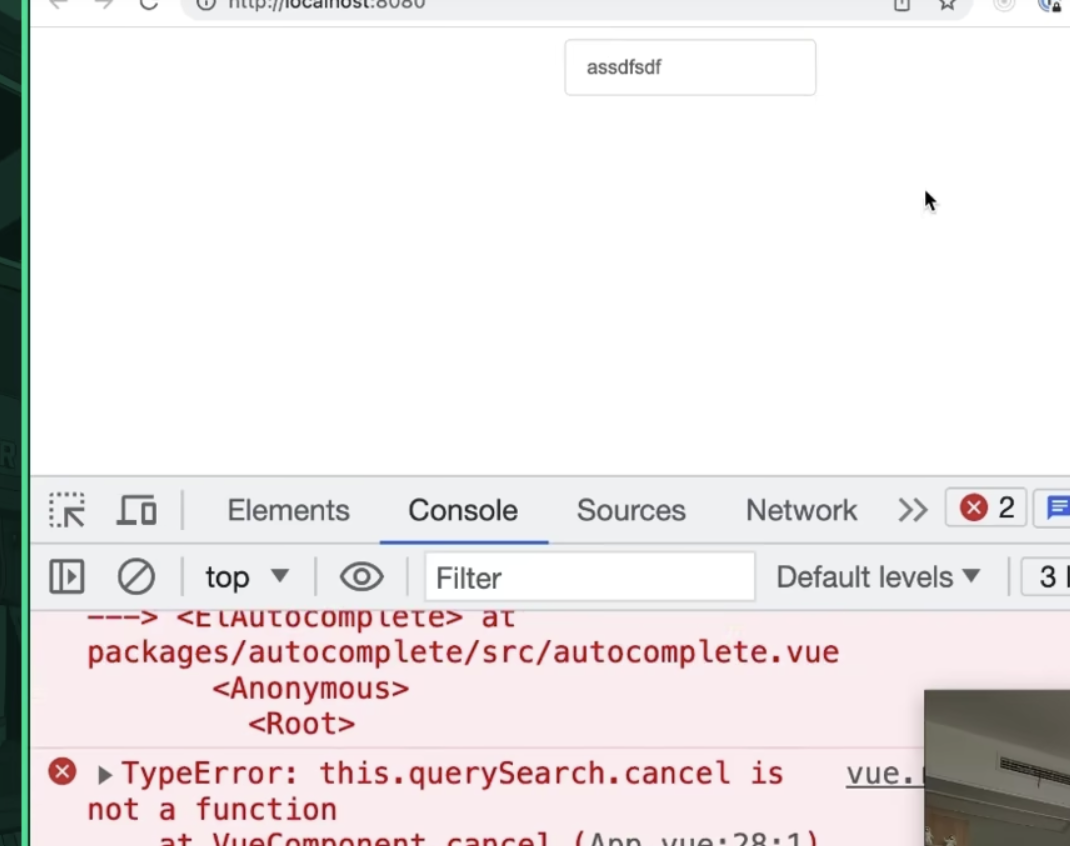 http://localhost:8080
assdfsdf
Elements Console Sources Network 2
top Filter Default levels 3
---> <ElAutocomplete> at
packages/autocomplete/src/autocomplete.vue
<Anonymous>
<Root>
TypeError: this.querySearch.cancel is vue.
not a function
at VueComponent.cancel (App.vue:28:1)